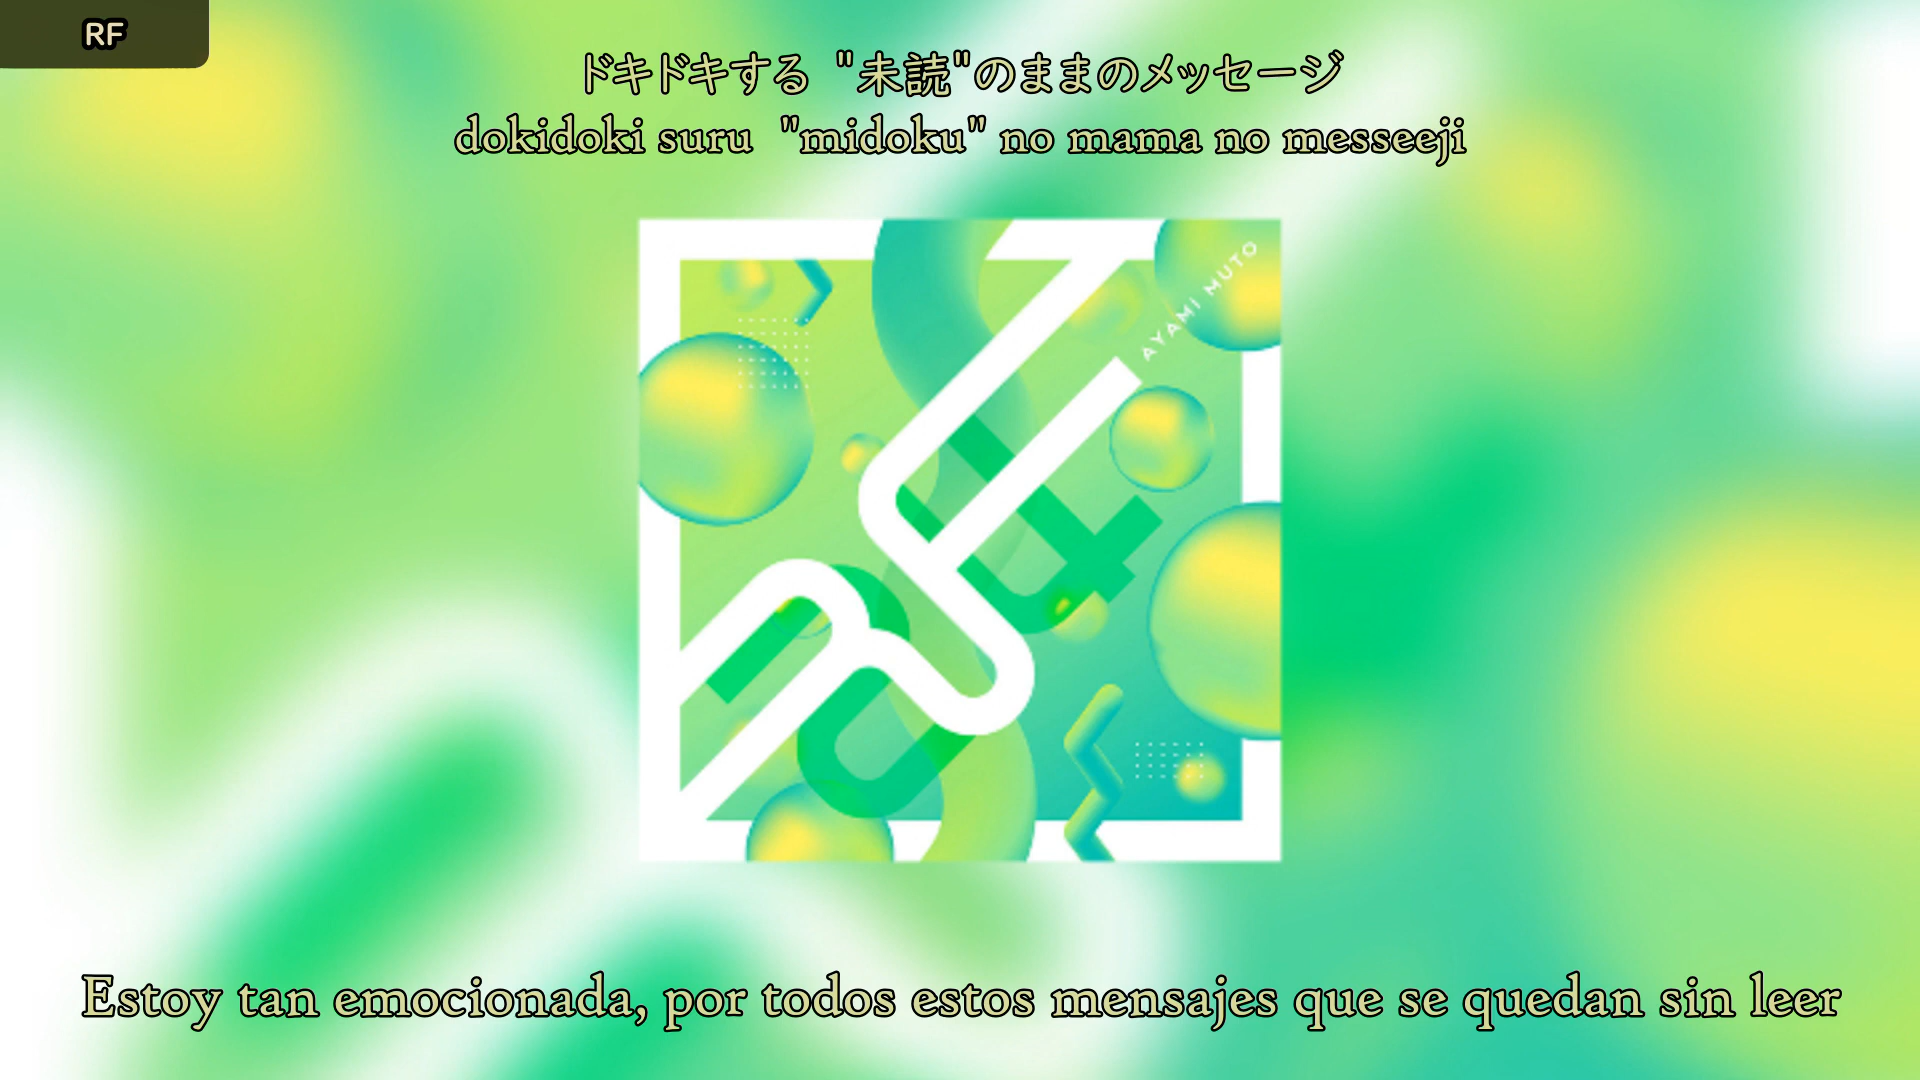 RF
ドキドキする "未読"のままのメッセージ
dokidoki suru "midoku" no mama no messeeji
AYAMI MUTO
Estoy tan emocionada, por todos estos mensajes que se quedan sin leer